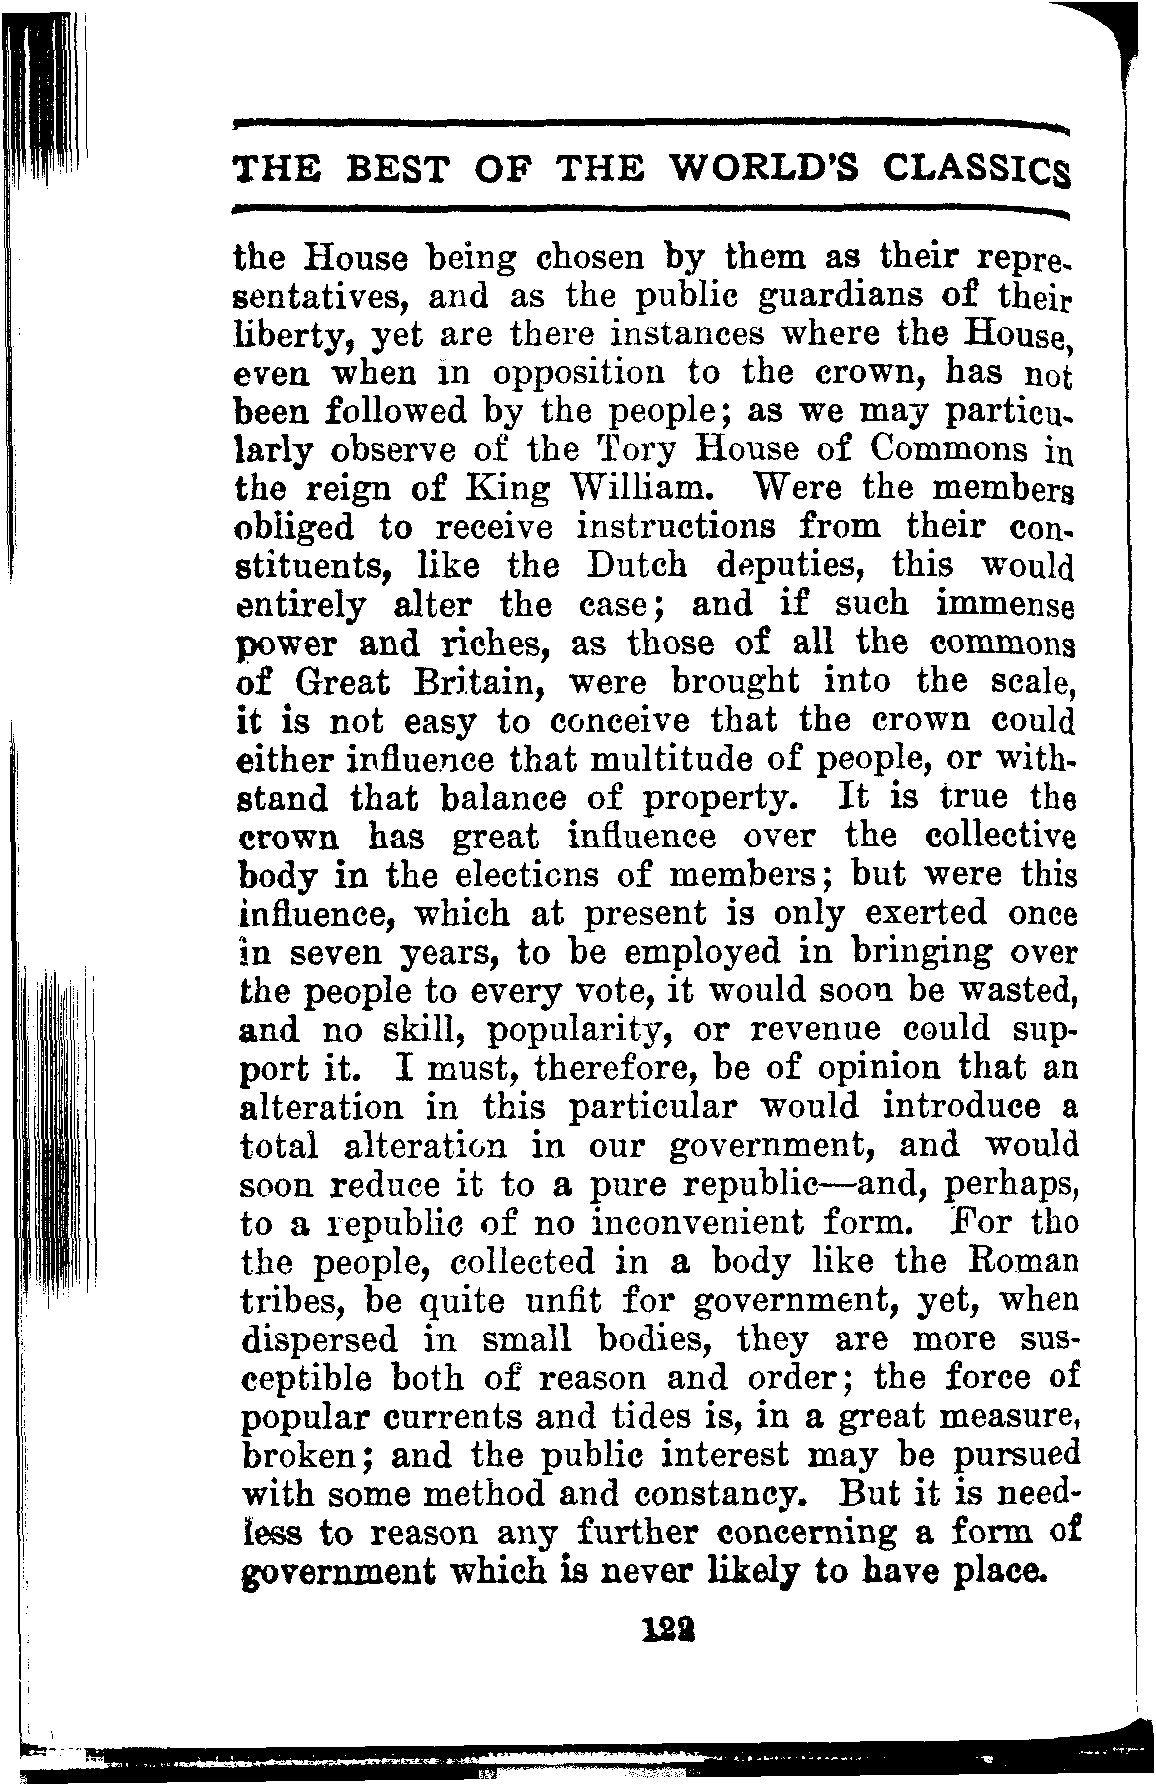 THE BEST OF THE WORLD'S CLASSICS
the House being chosen by them as their repre-
sentatives, and as the public guardians of their
liberty, yet are there instances where the House,
even when in opposition to the crown, has not
been followed by the people; as we may particu-
larly observe of the Tory House of Commons in
the reign of King William. Were the members
obliged to receive instructions from their con-
stituents, like the Dutch deputies, this would
entirely alter the case; and if such immense
power and riches, as those of all the commons
of Great Britain, were brought into the scale,
it is not easy to conceive that the crown could
either influence that multitude of people, or with-
stand that balance of property. It is true the
crown has great influence over the collective
body in the elections of members; but were this
influence, which at present is only exerted once
in seven years, to be employed in bringing over
the people to every vote, it would soon be wasted,
and no skill, popularity, or revenue could sup-
port it. I must, therefore, be of opinion that an
alteration in this particular would introduce a
total alteration in our government, and would
soon reduce it to a pure republic—and, perhaps,
to a republic of no inconvenient form. For tho
the people, collected in a body like the Roman
tribes, be quite unfit for government, yet, when
dispersed in small bodies, they are more sus-
ceptible both of reason and order; the force of
popular currents and tides is, in a great measure,
broken; and the public interest may be pursued
with some method and constancy. But it is need-
less to reason any further concerning a form of
government which is never likely to have place.
122